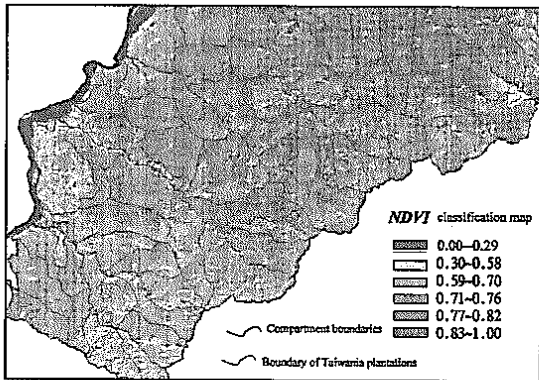 NDVI classification map
0.00~0.29
0.30~0.58
0.59~0.70
0.71~0.76
0.77~0.82
0.83~1.00
Compartment boundaries
Boundary of Taiwania plantations